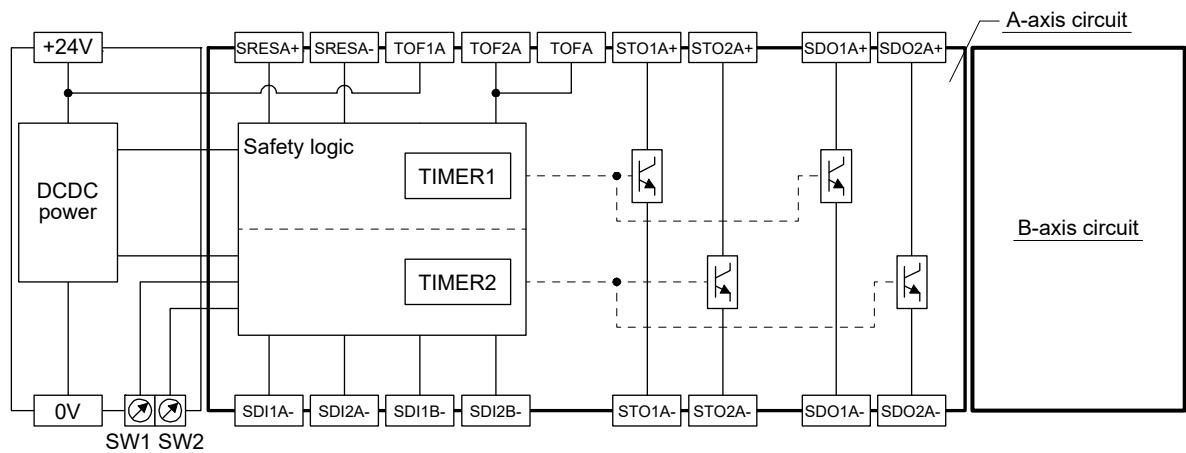 A-axis circuit
+24V
SRESA+ SRESA- TOF1A TOF2A TOFA STO1A+ STO2A+ SDO1A+ SDO2A+
Safety logic
TIMER1
DCDC
power
B-axis circuit
TIMER2
0V
SDI1A- SDI2A- SDI1B- SDI2B- STO1A- STO2A- SDO1A- SDO2A-
SW1 SW2